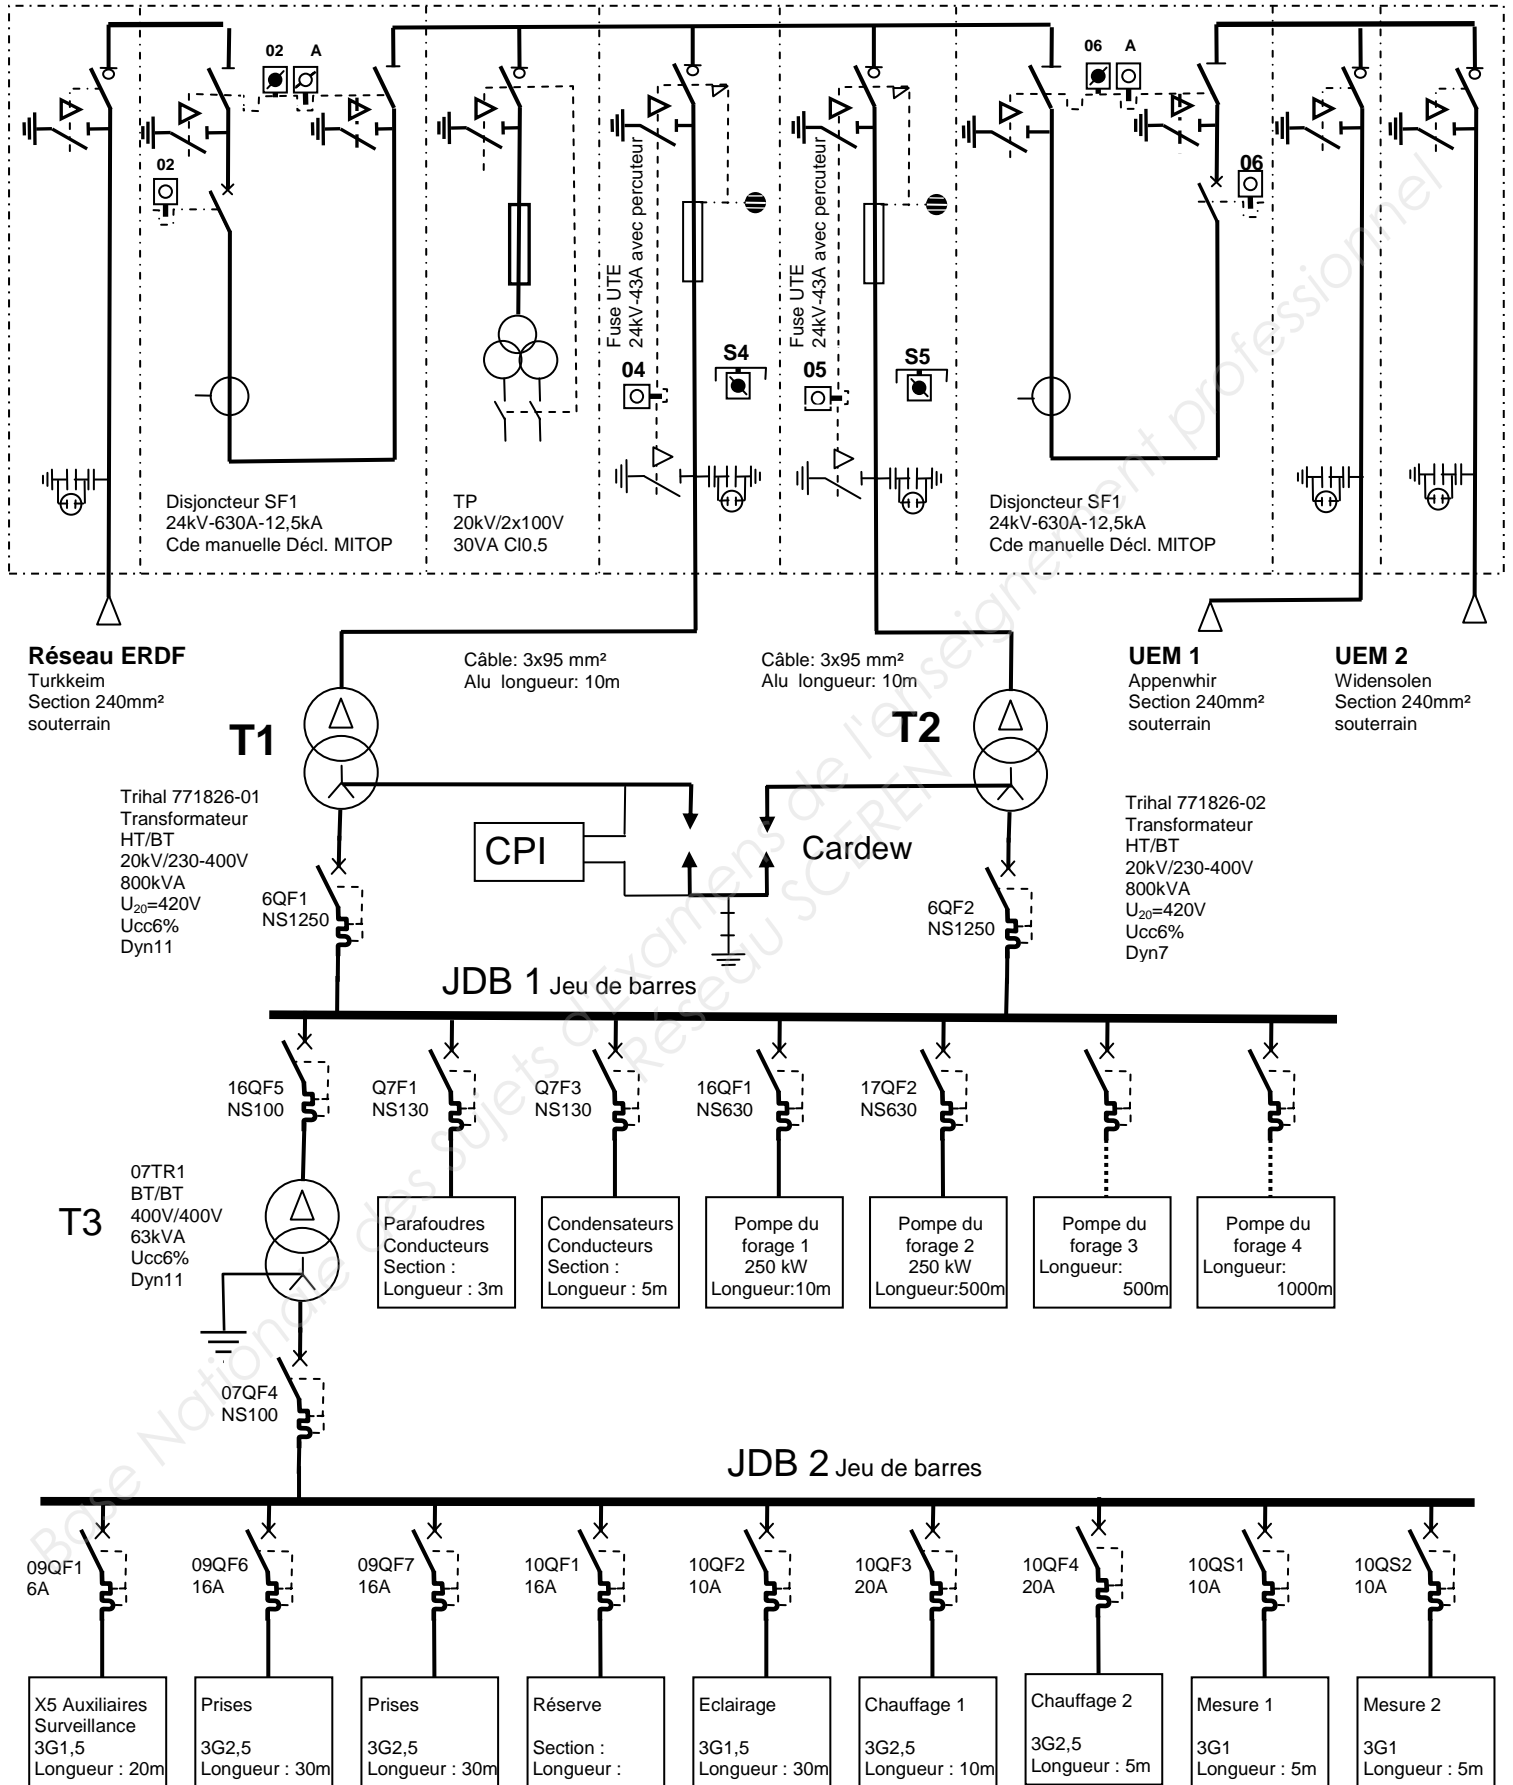 02 A
02
06 A
06
Fuse UTE
24kV-43A avec percuteur
Fuse UTE
24kV-43A avec percuteur
04
S4
05
S5
Disjoncteur SF1
24kV-630A-12,5kA
Cde manuelle Décl. MITOP
TP
20kV/2x100V
30VA Cl0.5
Disjoncteur SF1
24kV-630A-12,5kA
Cde manuelle Décl. MITOP
Réseau ERDF
Turkkeim
Section 240mm²
souterrain
Câble: 3x95 mm²
Alu longueur: 10m
Câble: 3x95 mm²
Alu longueur: 10m
UEM 1
Appenwhir
Section 240mm²
souterrain
UEM 2
Widensolen
Section 240mm²
souterrain
T1
T2
Trihal 771826-01
Transformateur
HT/BT
20kV/230-400V
800kVA
U₂₀=420V
Ucc6%
Dyn11
CPI
Cardew
Trihal 771826-02
Transformateur
HT/BT
20kV/230-400V
800kVA
U₂₀=420V
Ucc6%
Dyn7
6QF1
NS1250
6QF2
NS1250
JDB 1 Jeu de barres
16QF5
NS100
Q7F1
NS130
Q7F3
NS130
16QF1
NS630
17QF2
NS630
T3
07TR1
BT/BT
400V/400V
63kVA
Ucc6%
Dyn11
Parafoudres
Conducteurs
Section :
Longueur : 3m
Condensateurs
Conducteurs
Section :
Longueur : 5m
Pompe du
forage 1
250 kW
Longueur:10m
Pompe du
forage 2
250 kW
Longueur:500m
Pompe du
forage 3
Longueur:
500m
Pompe du
forage 4
Longueur:
1000m
07QF4
NS100
JDB 2 Jeu de barres
09QF1
6A
09QF6
16A
09QF7
16A
10QF1
16A
10QF2
10A
10QF3
20A
10QF4
20A
10QS1
10A
10QS2
10A
X5 Auxiliaires
Surveillance
3G1,5
Longueur : 20m
Prises
3G2,5
Longueur : 30m
Prises
3G2,5
Longueur : 30m
Réserve
Section :
Longueur :
Eclairage
3G1,5
Longueur : 30m
Chauffage 1
3G2,5
Longueur : 10m
Chauffage 2
3G2,5
Longueur : 5m
Mesure 1
3G1
Longueur : 5m
Mesure 2
3G1
Longueur : 5m
Base Nationale des Sujets d'Examens de l'enseignement professionnel
Réseau SCEREN